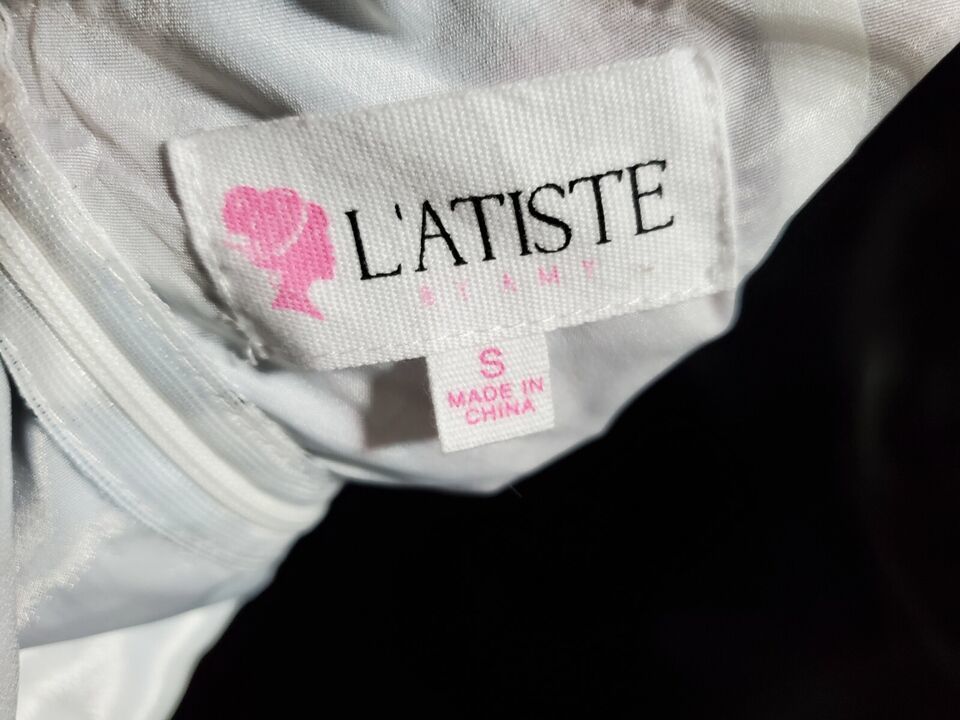 L'ATISTE
BY AMY
S
MADE IN
CHINA